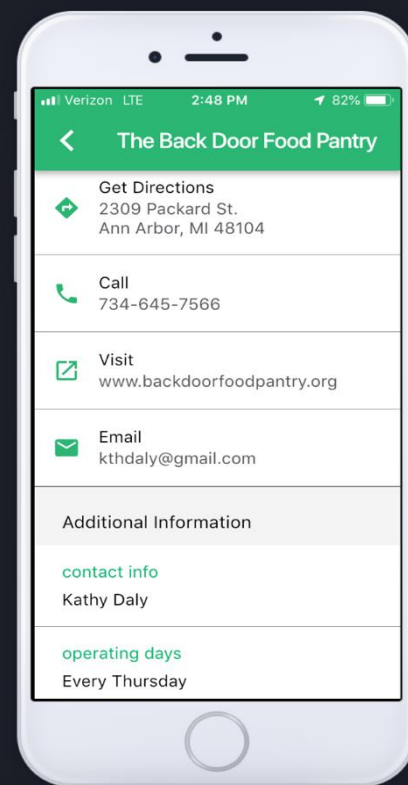 Verizon LTE 2:48 PM 82%
The Back Door Food Pantry
Get Directions
2309 Packard St.
Ann Arbor, MI 48104
Call
734-645-7566
Visit
www.backdoorfoodpantry.org
Email
kthdaly@gmail.com
Additional Information
contact info
Kathy Daly
operating days
Every Thursday